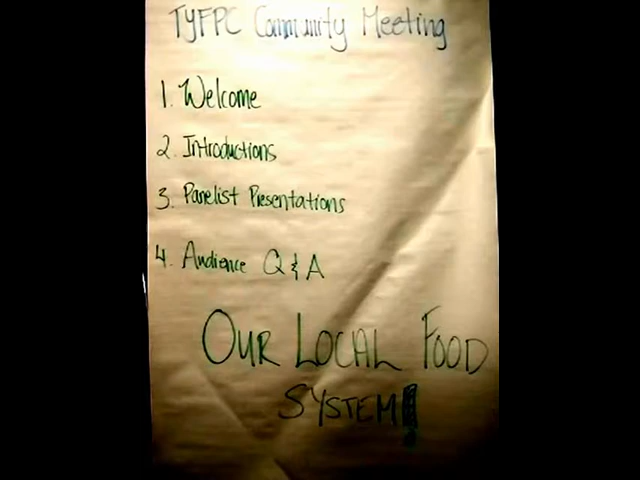 TYFPC Community Meeting
1. Welcome
2. Introductions
3. Panelist Presentations
4. Audience Q & A
OUR LOCAL FOOD
SYSTEM!